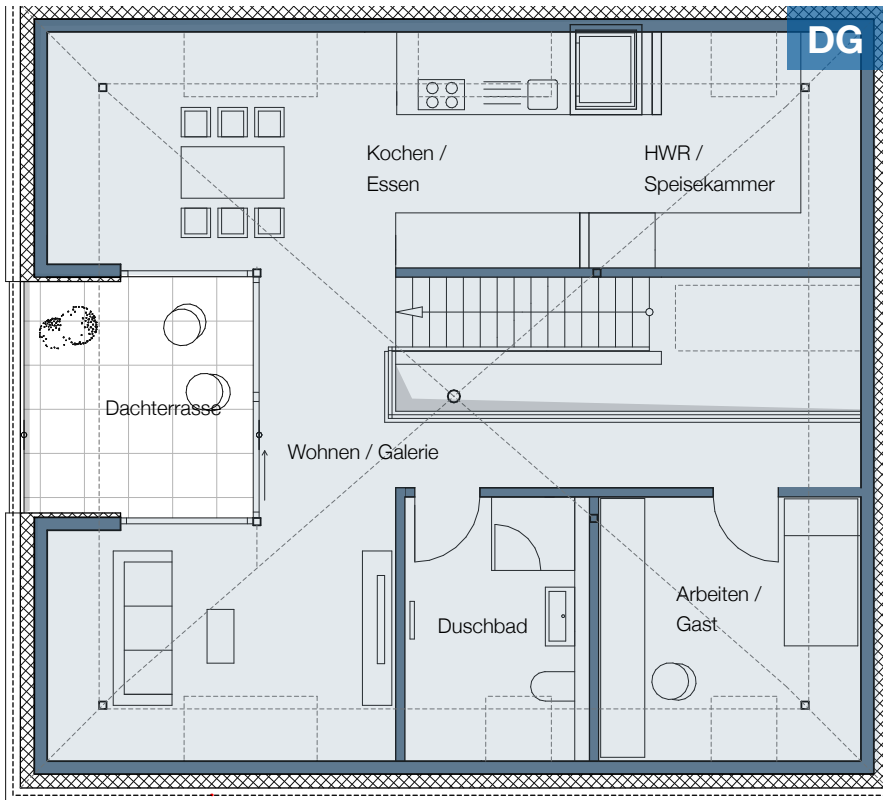 DG
Kochen /
Essen
HWR /
Speisekammer
Dachterrasse
Wohnen / Galerie
Duschbad
Arbeiten /
Gast